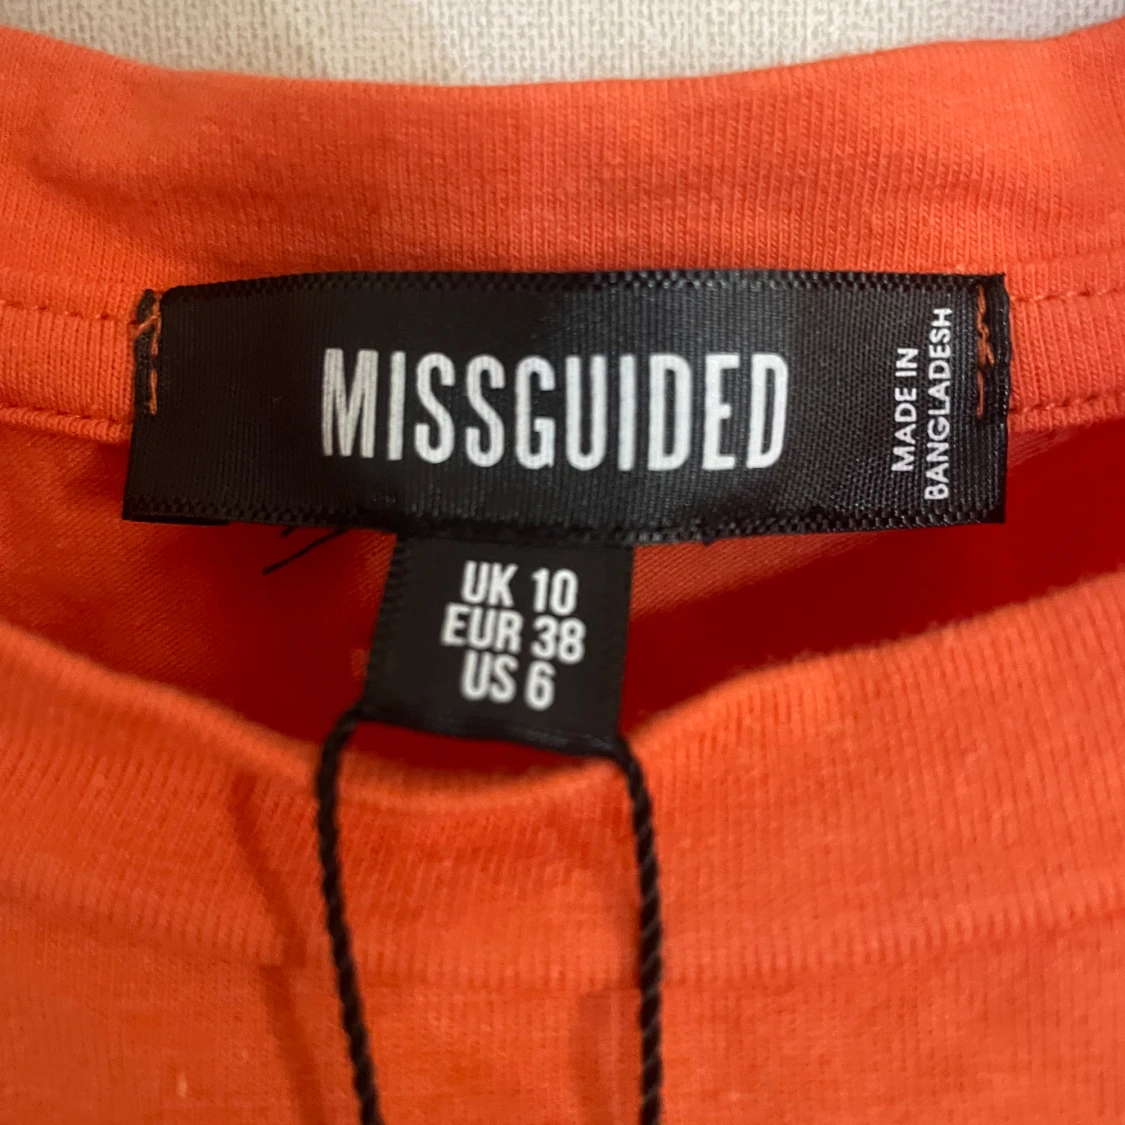 MISSGUIDED
MADE IN
BANGLADESH
UK 10
EUR 38
US 6